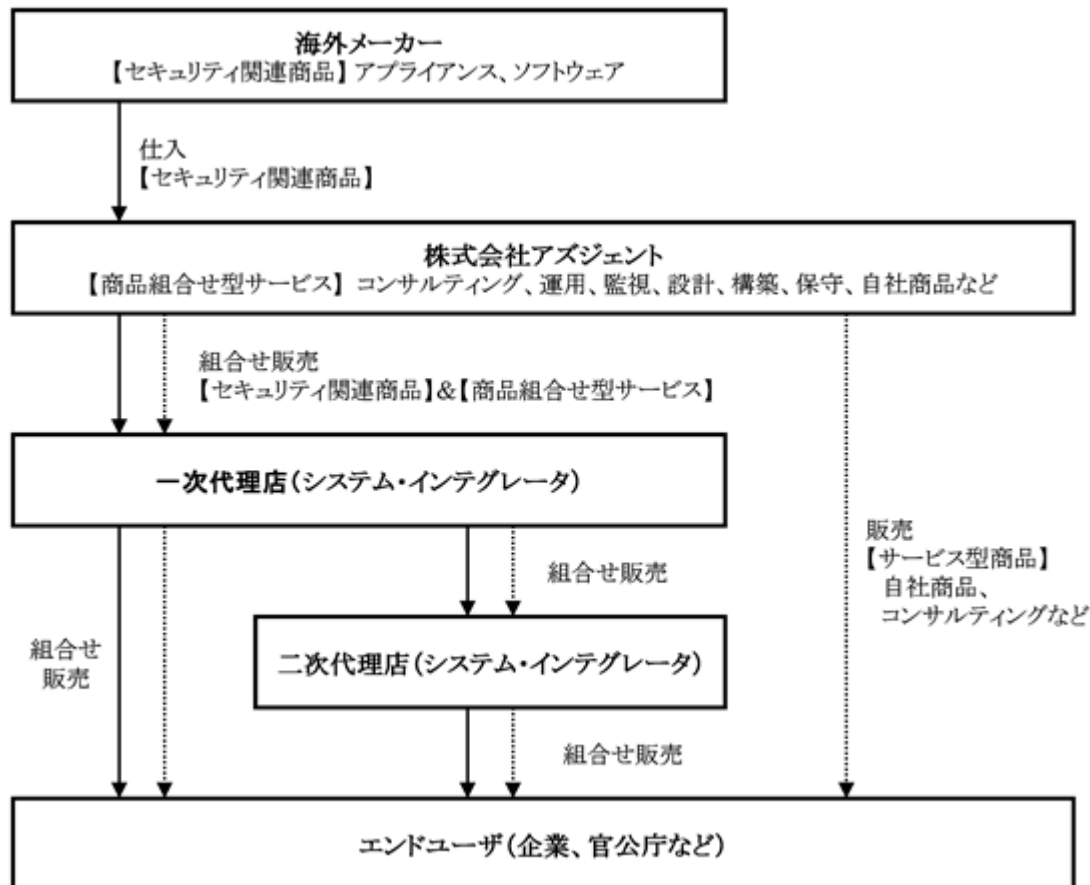 海外メーカー
【セキュリティ関連商品】アプライアンス、ソフトウェア
仕入
【セキュリティ関連商品】
株式会社アズジェント
【商品組合せ型サービス】 コンサルティング、運用、監視、設計、構築、保守、自社商品など
組合せ販売
【セキュリティ関連商品】&【商品組合せ型サービス】
一次代理店(システム・インテグレータ)
販売
【サービス型商品】
自社商品、
コンサルティングなど
組合せ販売
組合せ
販売
二次代理店(システム・インテグレータ)
組合せ販売
エンドユーザ(企業、官公庁など)